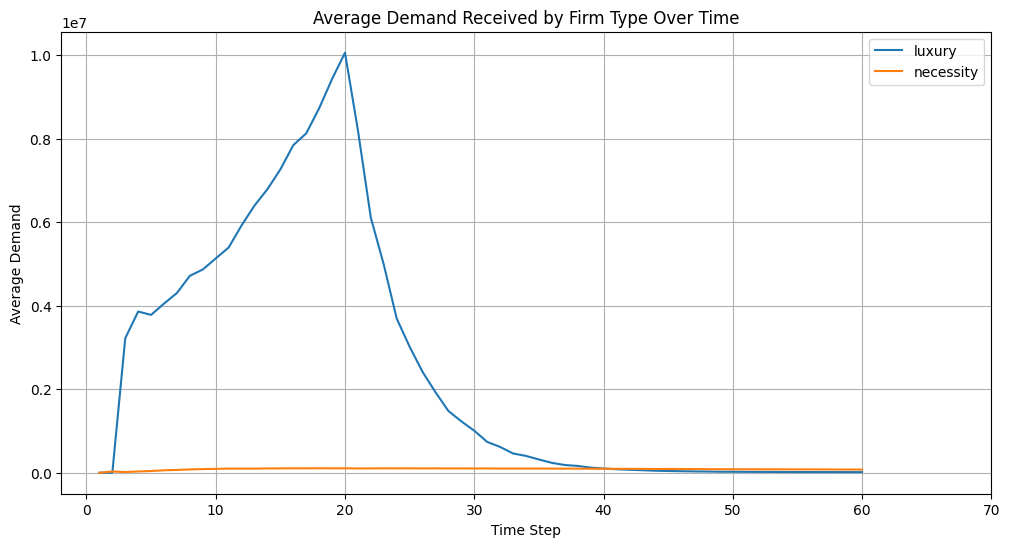 Average Demand Received by Firm Type Over Time
1e7
luxury
necessity
1.0
0.8
0.6
0.4
0.2
0.0
Average Demand
0 10 20 30 40 50 60 70
Time Step